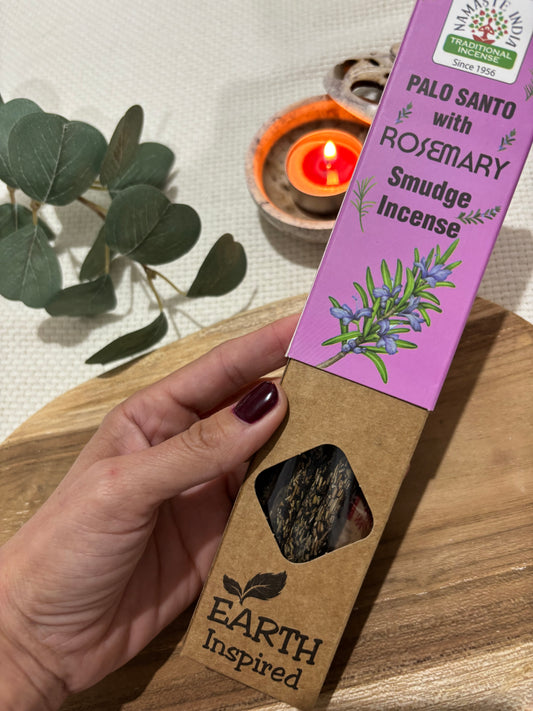 NAMASTE INDIA
TRADITIONAL
INCENSE
Since 1956
PALO SANTO
with
ROSEMARY
Smudge
Incense
EARTH
Inspired